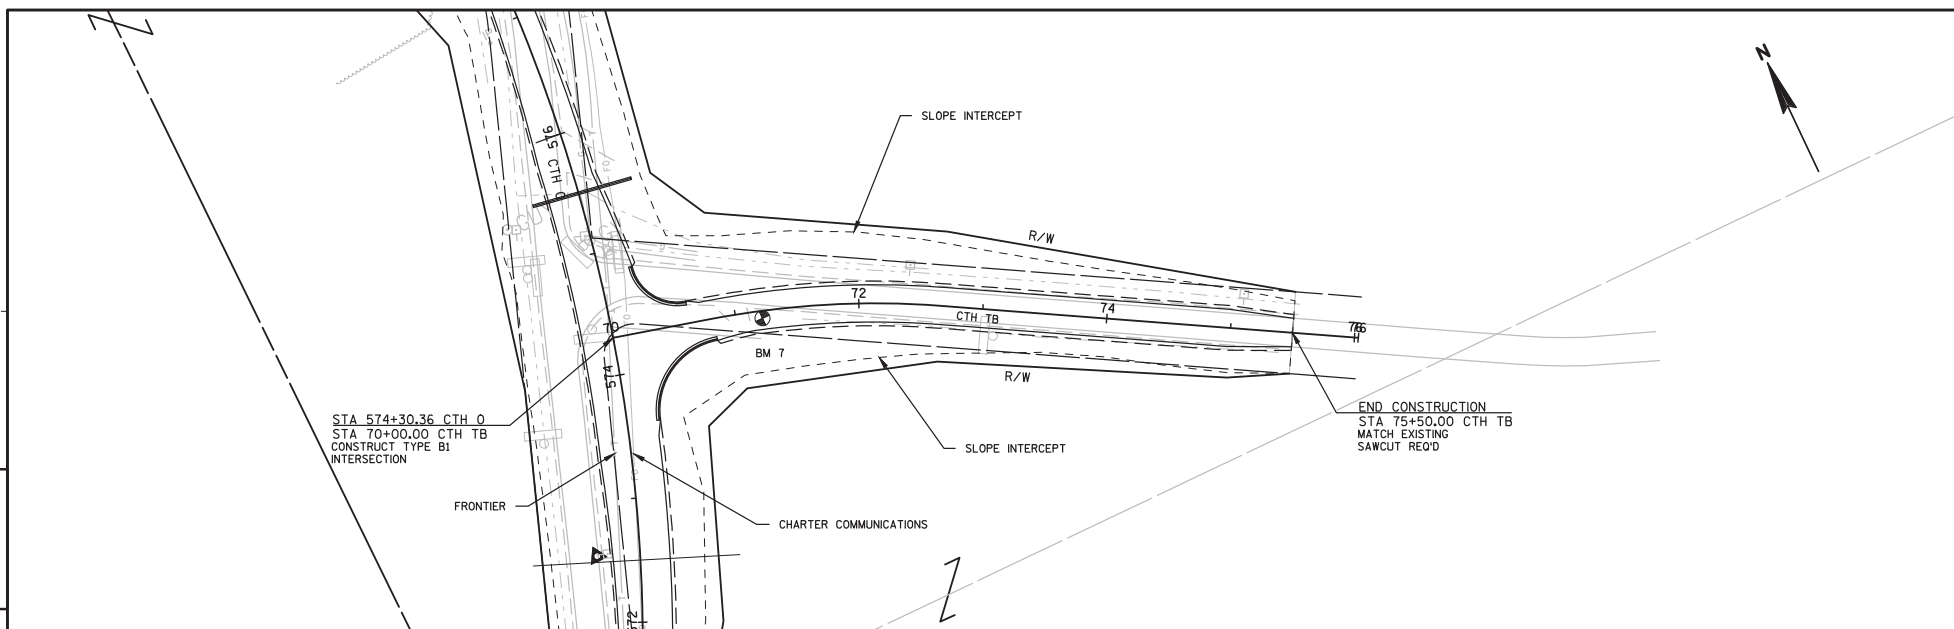 N
SLOPE INTERCEPT
576
CTH O
R/W
72
74
CTH TB
70
76
BM 7
574
R/W
STA 574+30.36 CTH O
STA 70+00.00 CTH TB
CONSTRUCT TYPE B1
INTERSECTION
END CONSTRUCTION
STA 75+50.00 CTH TB
MATCH EXISTING
SAWCUT REQ'D
SLOPE INTERCEPT
FRONTIER
CHARTER COMMUNICATIONS
572